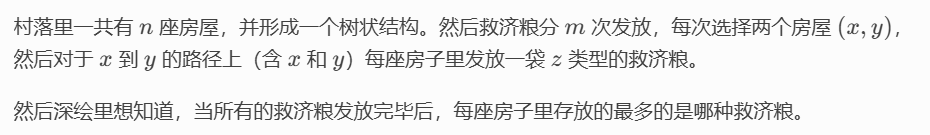 村落里一共有 n 座房屋，并形成一个树状结构。然后救济粮分 m 次发放，每次选择两个房屋 (x, y)，
然后对于 x 到 y 的路径上（含 x 和 y）每座房子里发放一袋 z 类型的救济粮。
然后深绘里想知道，当所有的救济粮发放完毕后，每座房子里存放的最多的是哪种救济粮。